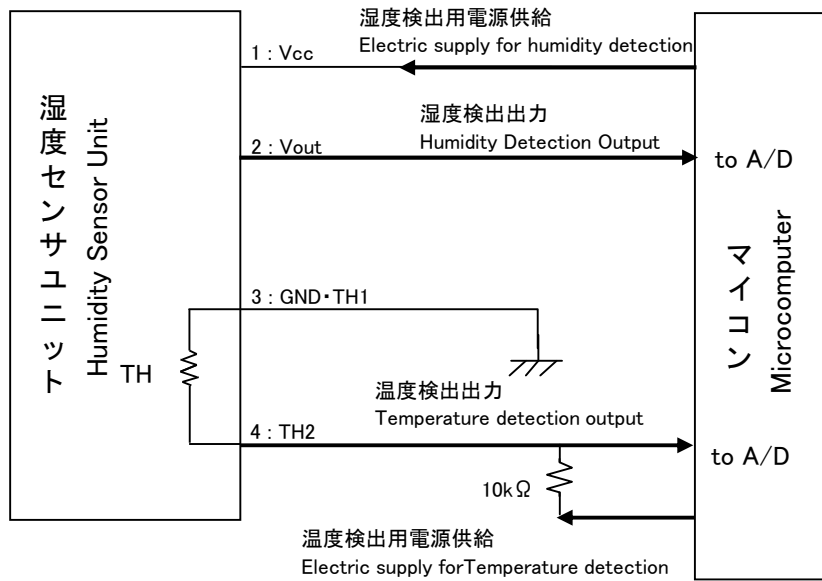 湿度検出用電源供給
Electric supply for humidity detection
1 : Vcc
湿度検出出力
Humidity Detection Output
2 : Vout
to A/D
湿度センサユニット
Humidity Sensor Unit
マイコン
Microcomputer
3 : GND・TH1
TH
温度検出出力
Temperature detection output
4 : TH2
to A/D
10kΩ
温度検出用電源供給
Electric supply forTemperature detection